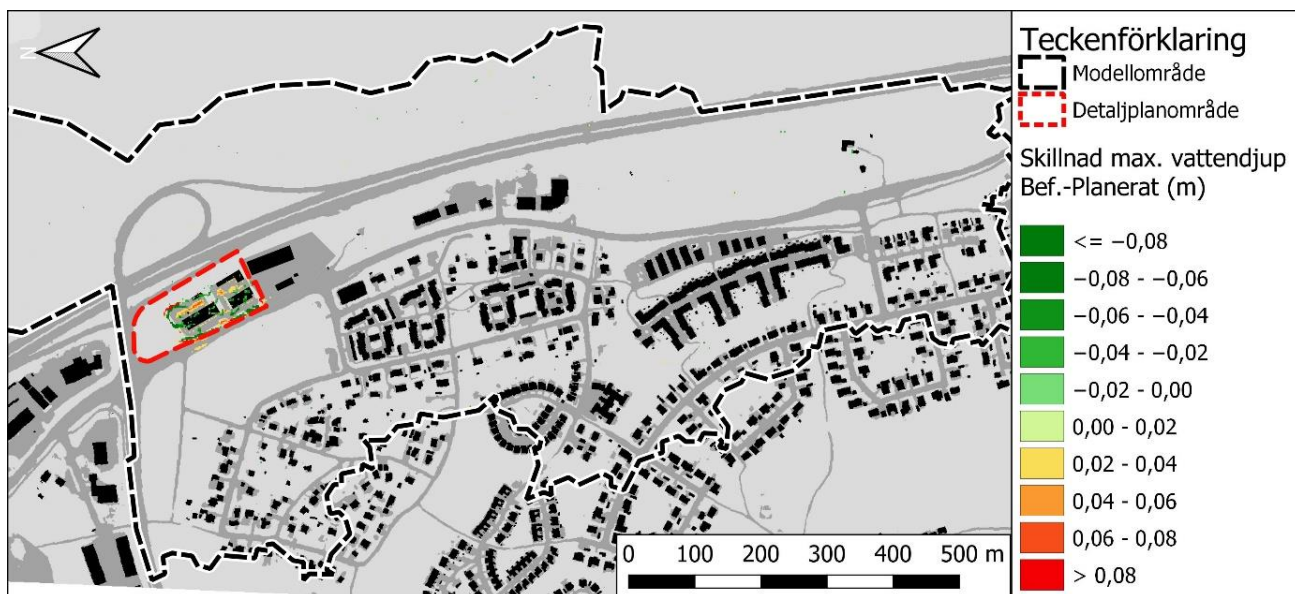 N
Teckenförklaring
Modellområde
Detaljplanområde
Skillnad max. vattendjup
Bef.-Planerat (m)
<= −0,08
−0,08 - −0,06
−0,06 - −0,04
−0,04 - −0,02
−0,02 - 0,00
0,00 - 0,02
0,02 - 0,04
0,04 - 0,06
0,06 - 0,08
> 0,08
0 100 200 300 400 500 m